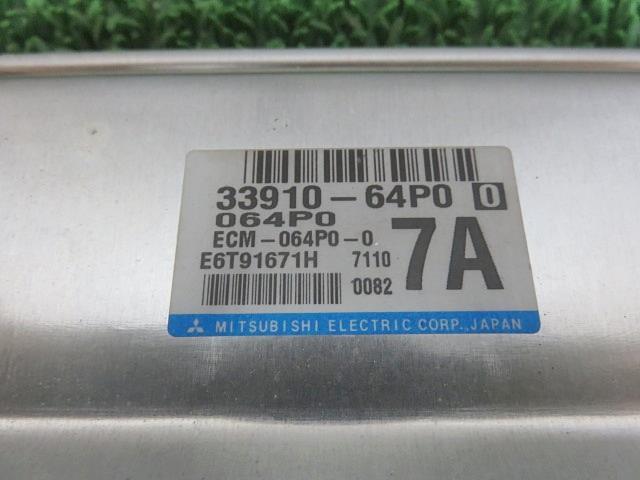 33910-64P0 0
064P0
ECM-064P0-0
E6T91671H 7110 7A
0082
MITSUBISHI ELECTRIC CORP., JAPAN